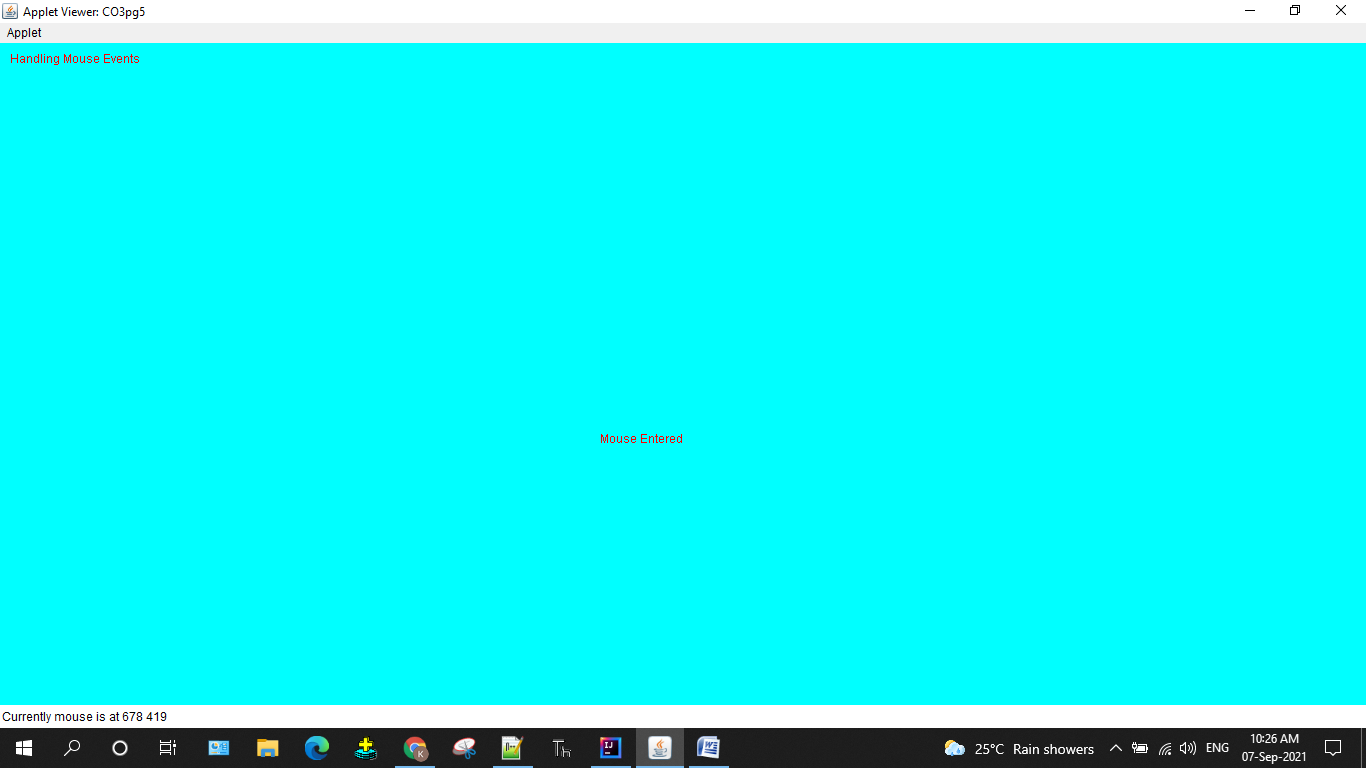 Applet Viewer: CO3pg5
Applet
Handling Mouse Events
Mouse Entered
Currently mouse is at 678 419
25°C Rain showers
ENG
10:26 AM
07-Sep-2021